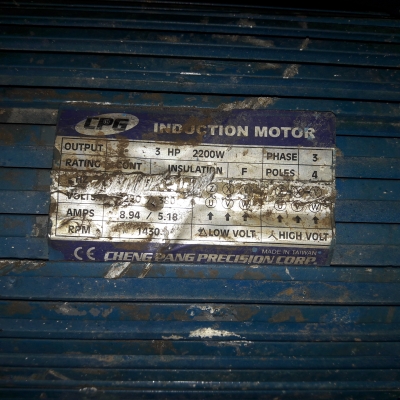 CPG INDUCTION MOTOR
OUTPUT 3 HP 2200W PHASE 3
RATING CONT INSULATION F POLES 4
VOLTS
AMPS 8.94 / 5.18
RPM 1430 △ LOW VOLT 人 HIGH VOLT
MADE IN TAIWAN
CE CHENG PANG PRECISION CORP.